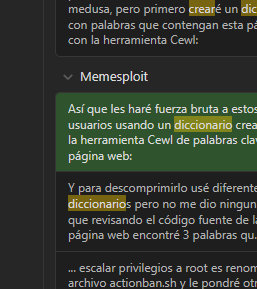 medusa, pero primero crearé un dic
con palabras que contengan esta pá
con la herramienta Cewl:
Memesploit
Así que les haré fuerza bruta a estos
usuarios usando un diccionario crea
la herramienta Cewl de palabras clav
página web:
Y para descomprimirlo usé diferente
diccionarios pero no me dio ningun
que revisando el código fuente de la
página web encontré 3 palabras qu...
... escalar privilegios a root es renom
archivo actionban.sh y le pondré otr